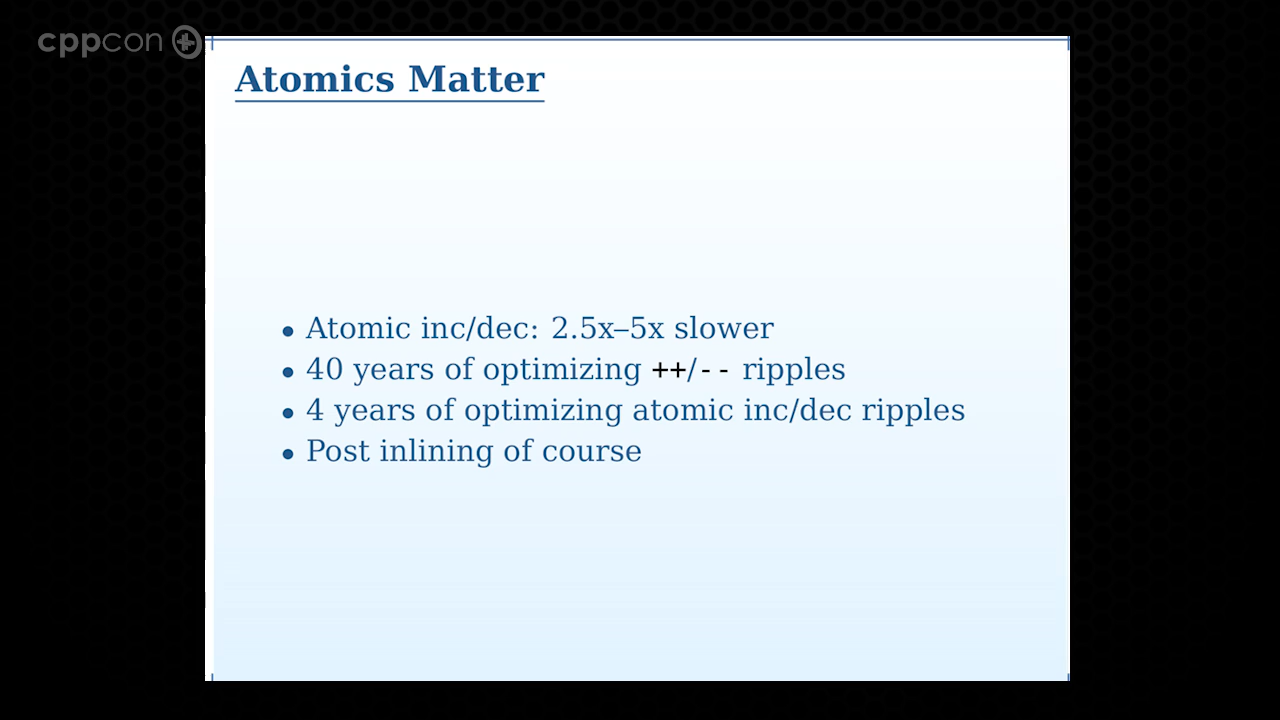 cppcon
Atomics Matter
• Atomic inc/dec: 2.5x–5x slower
• 40 years of optimizing ++/-- ripples
• 4 years of optimizing atomic inc/dec ripples
• Post inlining of course